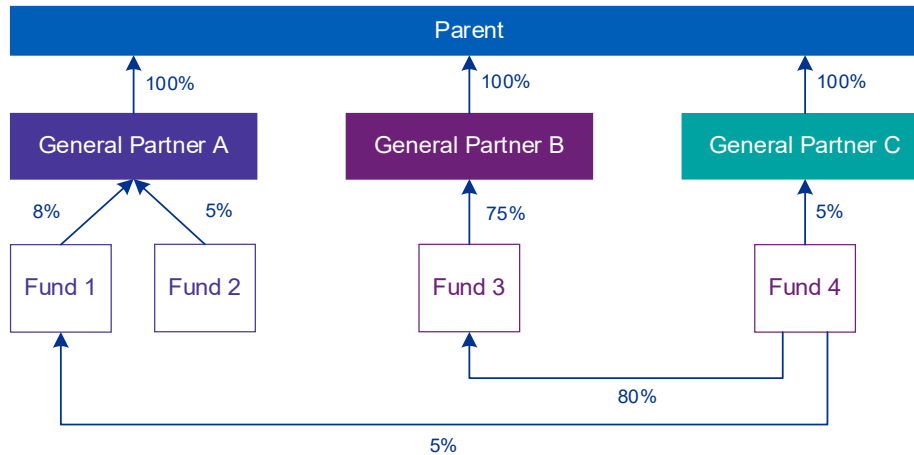 Parent
100%
100%
100%
General Partner A
General Partner B
General Partner C
8%
5%
75%
5%
Fund 1
Fund 2
Fund 3
Fund 4
80%
5%